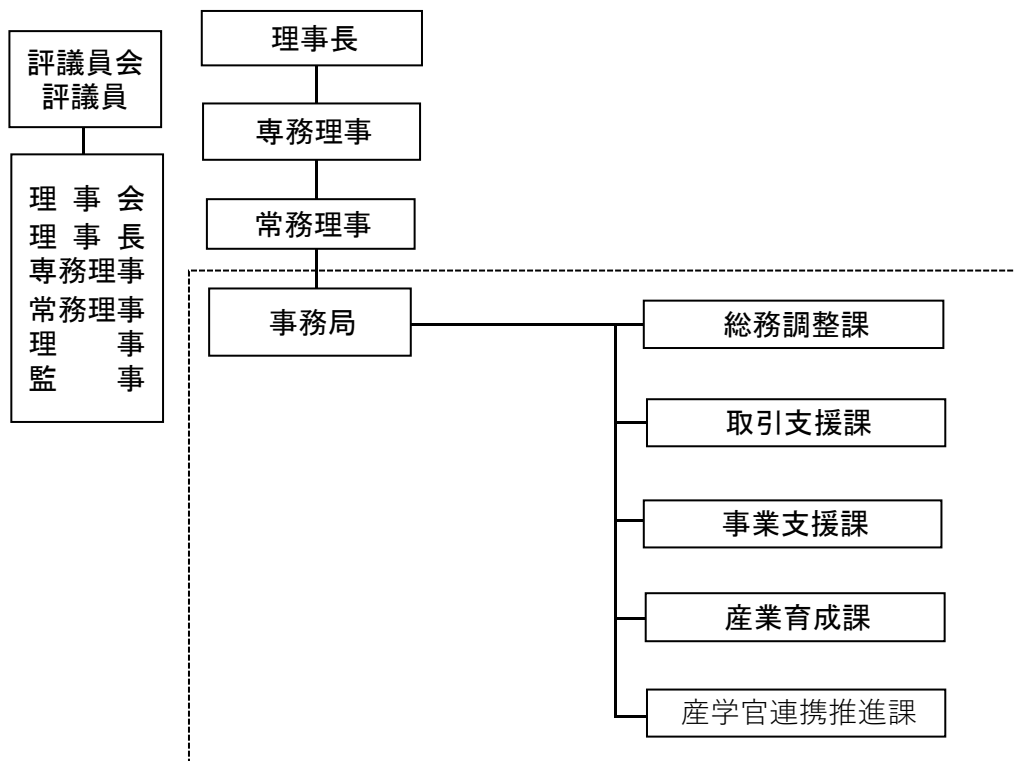 評議員会
評議員
理事会
理事長
専務理事
常務理事
理事
監事
理事長
専務理事
常務理事
事務局
総務調整課
取引支援課
事業支援課
産業育成課
産学官連携推進課